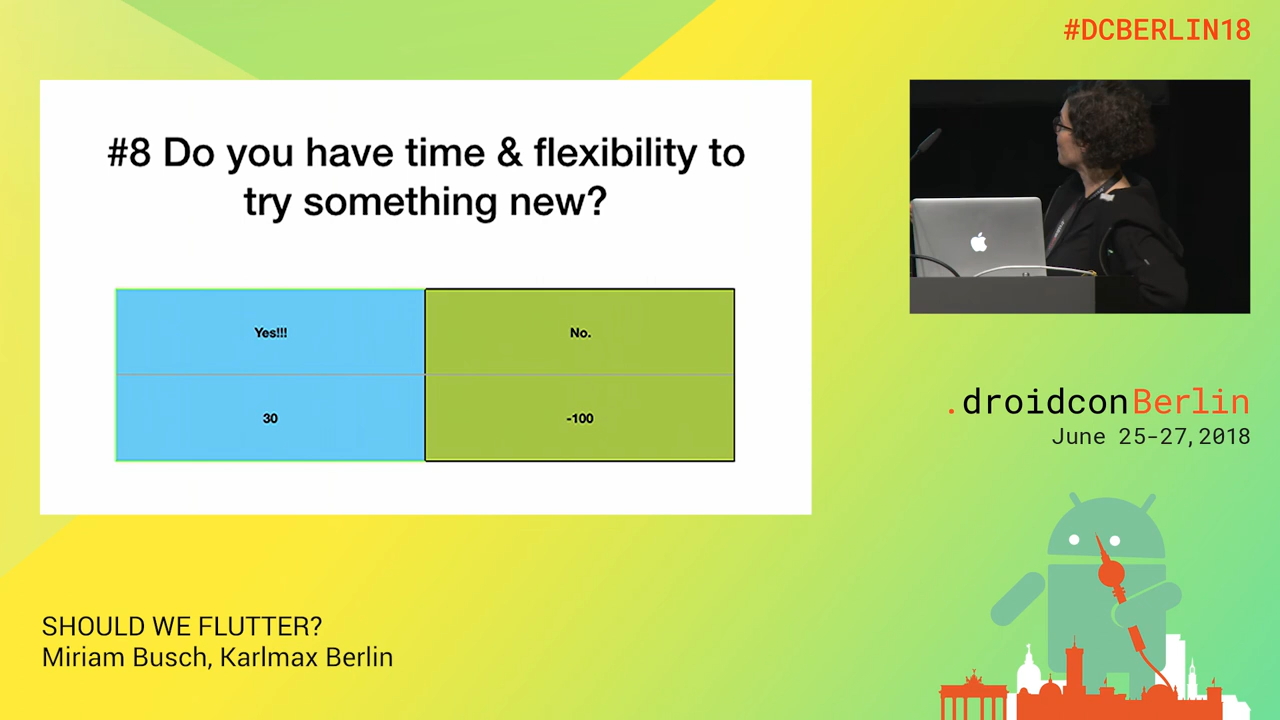 #DCBERLIN18
#8 Do you have time & flexibility to
try something new?
Yes!!!
No.
30
-100
.droidconBerlin
June 25-27, 2018
SHOULD WE FLUTTER?
Miriam Busch, Karlmax Berlin